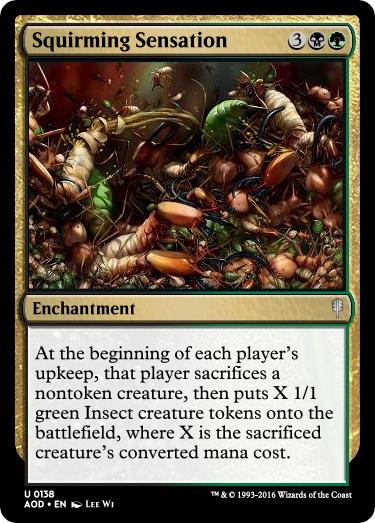 Squirming Sensation 3
Enchantment
At the beginning of each player's
upkeep, that player sacrifices a
nontoken creature, then puts X 1/1
green Insect creature tokens onto the
battlefield, where X is the sacrificed
creature's converted mana cost.
U 0138
AOD • EN LEE WI
™ & © 1993-2016 Wizards of the Coast